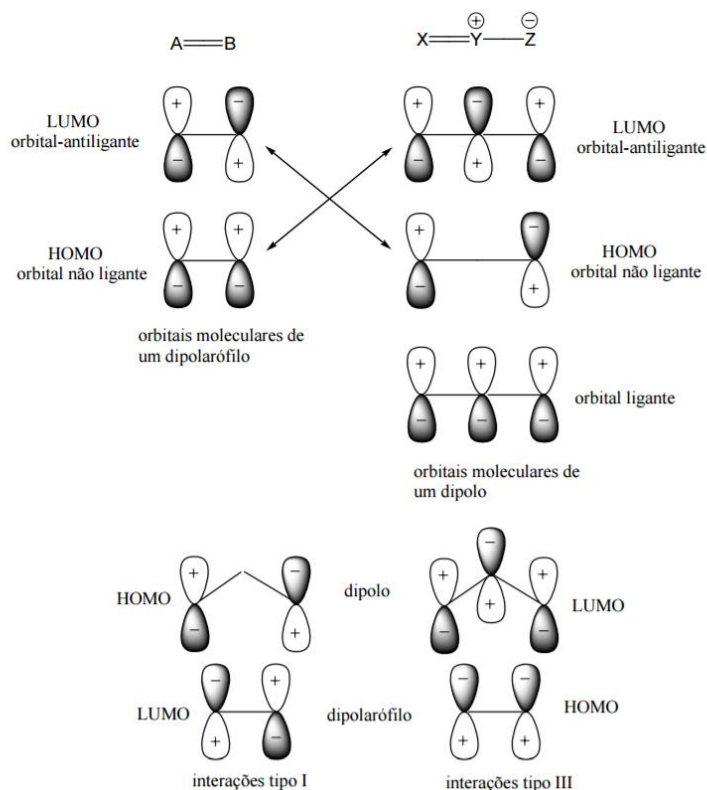 A=B
X=Y—Z
⊕
⊖
LUMO
orbital-antiligante
+
−
−
+
+
−
−
+
+
−
LUMO
orbital-antiligante
HOMO
orbital não ligante
+
−
+
−
+
−
−
+
HOMO
orbital não ligante
orbitais moleculares de
um dipolarófilo
+
−
+
−
+
−
orbital ligante
orbitais moleculares de
um dipolo
HOMO
+
−
−
+
dipolo
−
+
+
−
+
−
LUMO
LUMO
−
+
+
−
dipolarófilo
−
+
−
+
HOMO
interações tipo I
interações tipo III